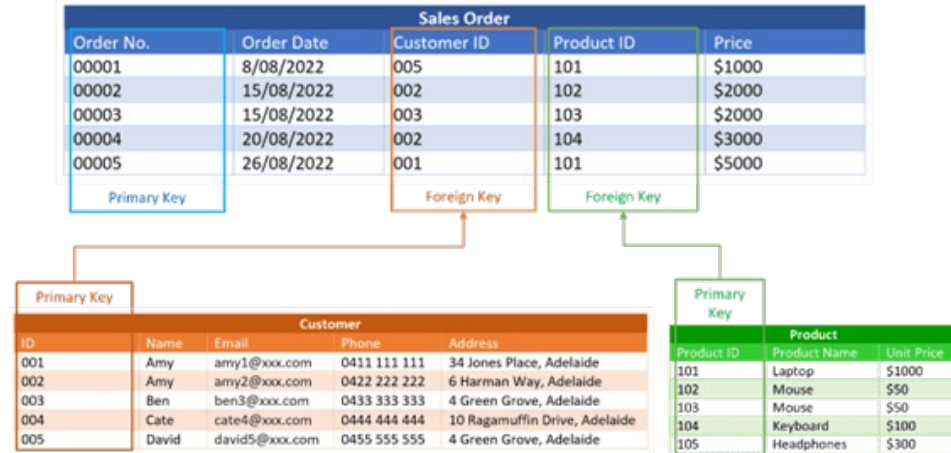 Sales Order
Order No. Order Date Customer ID Product ID Price
00001 8/08/2022 005 101 $1000
00002 15/08/2022 002 102 $2000
00003 15/08/2022 003 103 $2000
00004 20/08/2022 002 104 $3000
00005 26/08/2022 001 101 $5000
Primary Key Foreign Key Foreign Key
Primary Key
Customer
ID Name Email Phone Address
001 Amy amy1@xxx.com 0411 111 111 34 Jones Place, Adelaide
002 Amy amy2@xxx.com 0422 222 222 6 Harman Way, Adelaide
003 Ben ben3@xxx.com 0433 333 333 4 Green Grove, Adelaide
004 Cate cate4@xxx.com 0444 444 444 10 Ragamuffin Drive, Adelaide
005 David david5@xxx.com 0455 555 555 4 Green Grove, Adelaide
Primary
Key
Product
Product ID Product Name Unit Price
101 Laptop $1000
102 Mouse $50
103 Mouse $50
104 Keyboard $100
105 Headphones $300